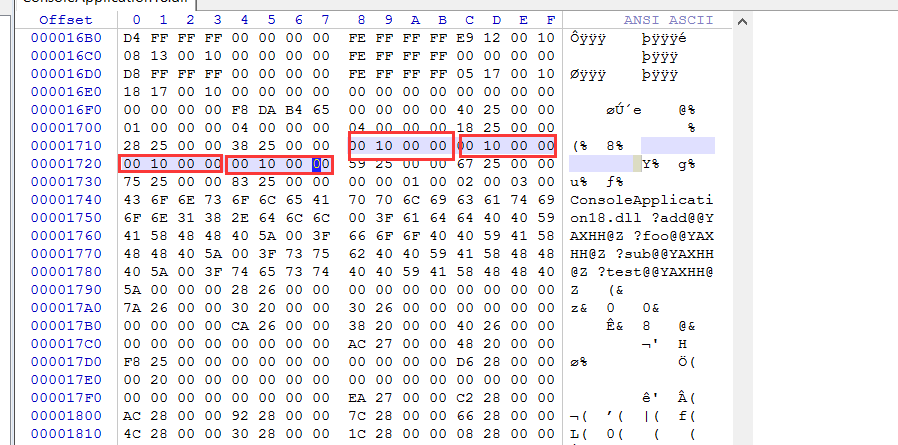 ConsoleApplication18.dll
Offset 0 1 2 3 4 5 6 7 8 9 A B C D E F ANSI ASCII
000016B0 D4 FF FF FF 00 00 00 00 FE FF FF FF E9 12 00 10 Ôÿÿÿ þÿÿÿé
000016C0 08 13 00 10 00 00 00 00 FE FF FF FF 00 00 00 00 þÿÿÿ
000016D0 D8 FF FF FF 00 00 00 00 FE FF FF FF 05 17 00 10 Øÿÿÿ þÿÿÿ
000016E0 18 17 00 10 00 00 00 00 00 00 00 00 00 00 00 00
000016F0 00 00 00 00 F8 DA B4 65 00 00 00 00 40 25 00 00 øÚ´e @%
00001700 01 00 00 00 04 00 00 00 04 00 00 00 18 25 00 00 %
00001710 28 25 00 00 38 25 00 00 00 10 00 00 00 10 00 00 (% 8%
00001720 00 10 00 00 00 10 00 00 59 25 00 00 67 25 00 00 Y% g%
00001730 75 25 00 00 83 25 00 00 00 00 01 00 02 00 03 00 u% ƒ%
00001740 43 6F 6E 73 6F 6C 65 41 70 70 6C 69 63 61 74 69 ConsoleApplicati
00001750 6F 6E 31 38 2E 64 6C 6C 00 3F 61 64 64 40 40 59 on18.dll ?add@@Y
00001760 41 58 48 48 40 5A 00 3F 66 6F 6F 40 40 59 41 58 AXHH@Z ?foo@@YAX
00001770 48 48 40 5A 00 3F 73 75 62 40 40 59 41 58 48 48 HH@Z ?sub@@YAXHH
00001780 40 5A 00 3F 74 65 73 74 40 40 59 41 58 48 48 40 @Z ?test@@YAXHH@
00001790 5A 00 00 00 28 26 00 00 00 00 00 00 00 00 00 00 Z (&
000017A0 7A 26 00 00 30 20 00 00 30 26 00 00 00 00 00 00 z& 0 0&
000017B0 00 00 00 00 CA 26 00 00 38 20 00 00 40 26 00 00 Ê& 8 @&
000017C0 00 00 00 00 00 00 00 00 AC 27 00 00 48 20 00 00 ¬' H
000017D0 F8 25 00 00 00 00 00 00 00 00 00 00 D6 28 00 00 ø% Ö(
000017E0 00 20 00 00 00 00 00 00 00 00 00 00 00 00 00 00
000017F0 00 00 00 00 00 00 00 00 EA 27 00 00 C2 28 00 00 ê' Â(
00001800 AC 28 00 00 92 28 00 00 7C 28 00 00 66 28 00 00 ¬( ’( |( f(
00001810 4C 28 00 00 30 28 00 00 1C 28 00 00 08 28 00 00 L( 0( ( (